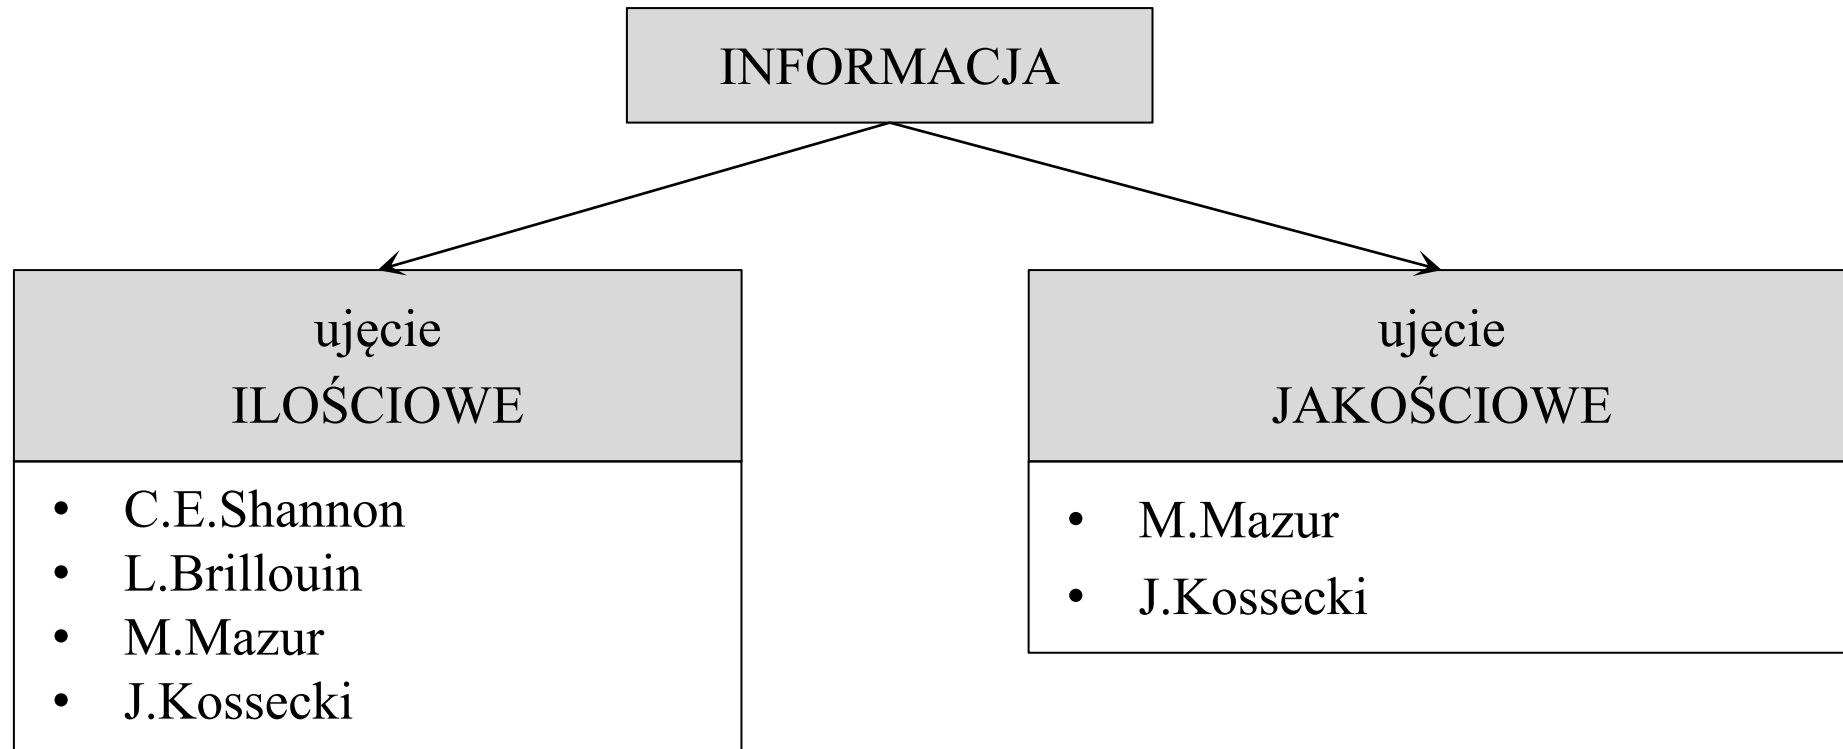 INFORMACJA
ujęcie
ILOŚCIOWE
• C.E.Shannon
• L.Brillouin
• M.Mazur
• J.Kossecki
ujęcie
JAKOŚCIOWE
• M.Mazur
• J.Kossecki